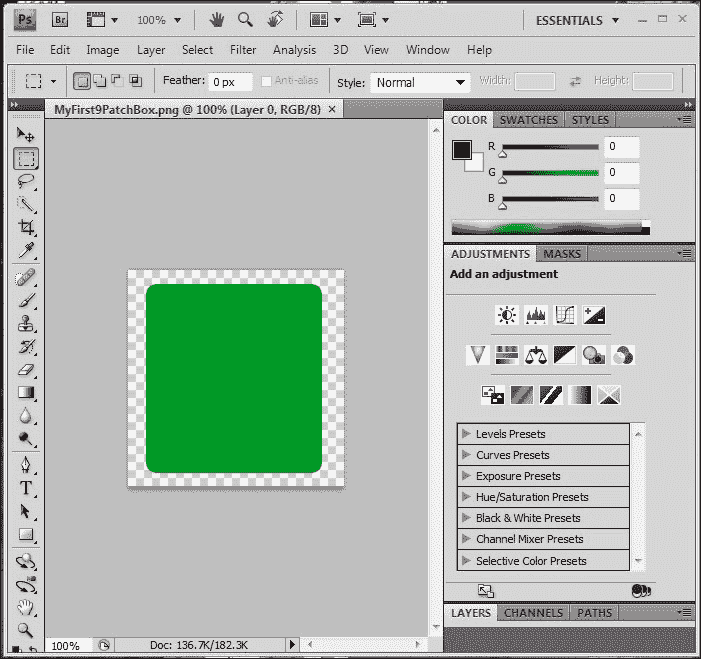 Ps Br 100% ESSENTIALS
File Edit Image Layer Select Filter Analysis 3D View Window Help
Feather: 0 px Anti-alias Style: Normal Width: Height:
MyFirst9PatchBox.png @ 100% (Layer 0, RGB/8)
COLOR SWATCHES STYLES
R 0
G 0
B 0
ADJUSTMENTS MASKS
Add an adjustment
Levels Presets
Curves Presets
Exposure Presets
Hue/Saturation Presets
Black & White Presets
Channel Mixer Presets
Selective Color Presets
T
LAYERS CHANNELS PATHS
100% Doc: 136.7K/182.3K